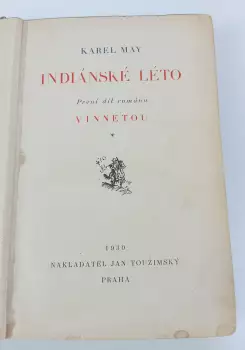 KAREL MAY
INDIÁNSKÉ LÉTO
První díl románu
VINNETOU
*
1939
NAKLADATEL JAN TOUŽIMSKÝ
PRAHA